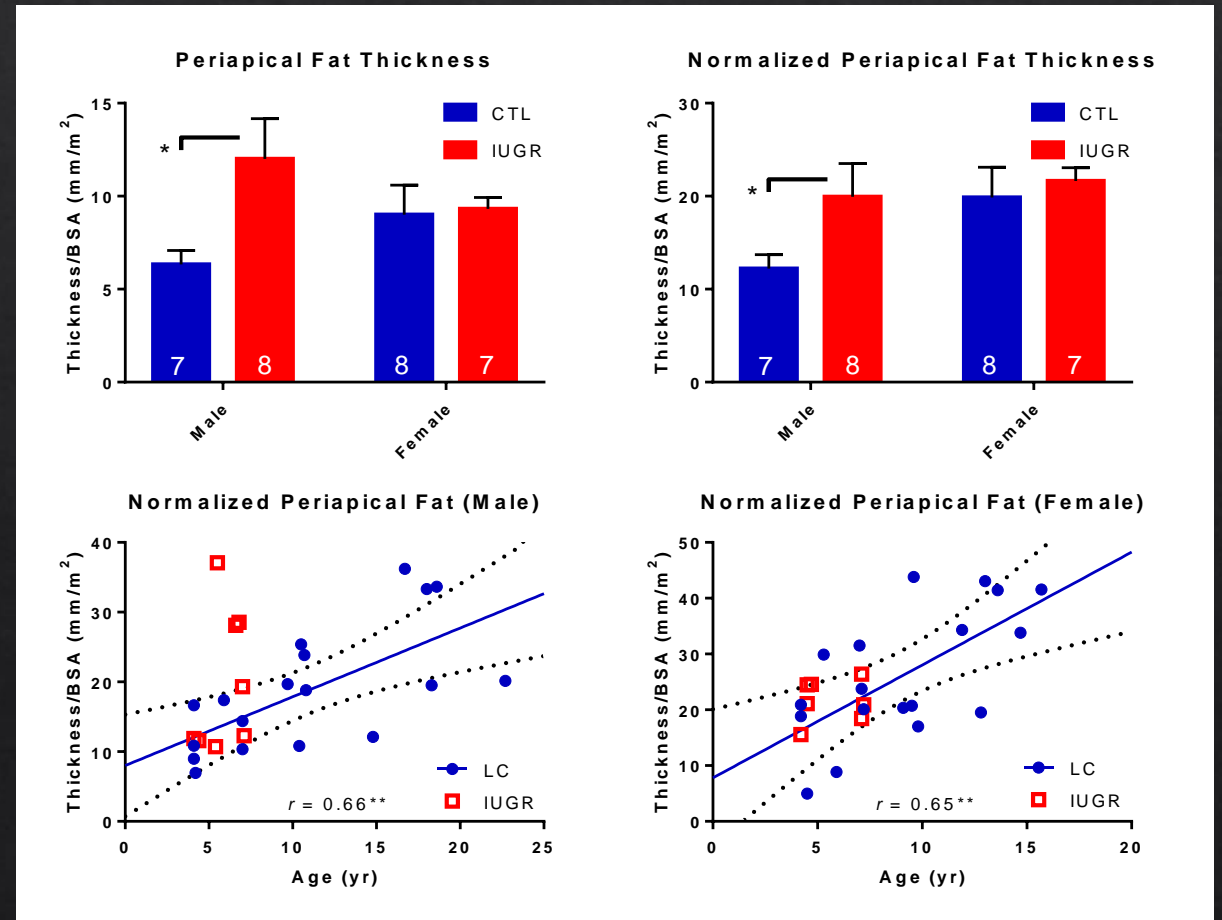 Periapical Fat Thickness
Thickness/BSA (mm/m²)
15
10
5
0
CTL
IUGR
*
7
8
8
7
Male
Female
Normalized Periapical Fat Thickness
Thickness/BSA (mm/m²)
30
20
10
0
CTL
IUGR
*
7
8
8
7
Male
Female
Normalized Periapical Fat (Male)
Thickness/BSA (mm/m²)
40
30
20
10
0
LC
IUGR
r = 0.66**
0 5 10 15 20 25
Age (yr)
Normalized Periapical Fat (Female)
Thickness/BSA (mm/m²)
50
40
30
20
10
0
LC
IUGR
r = 0.65**
0 5 10 15 20
Age (yr)